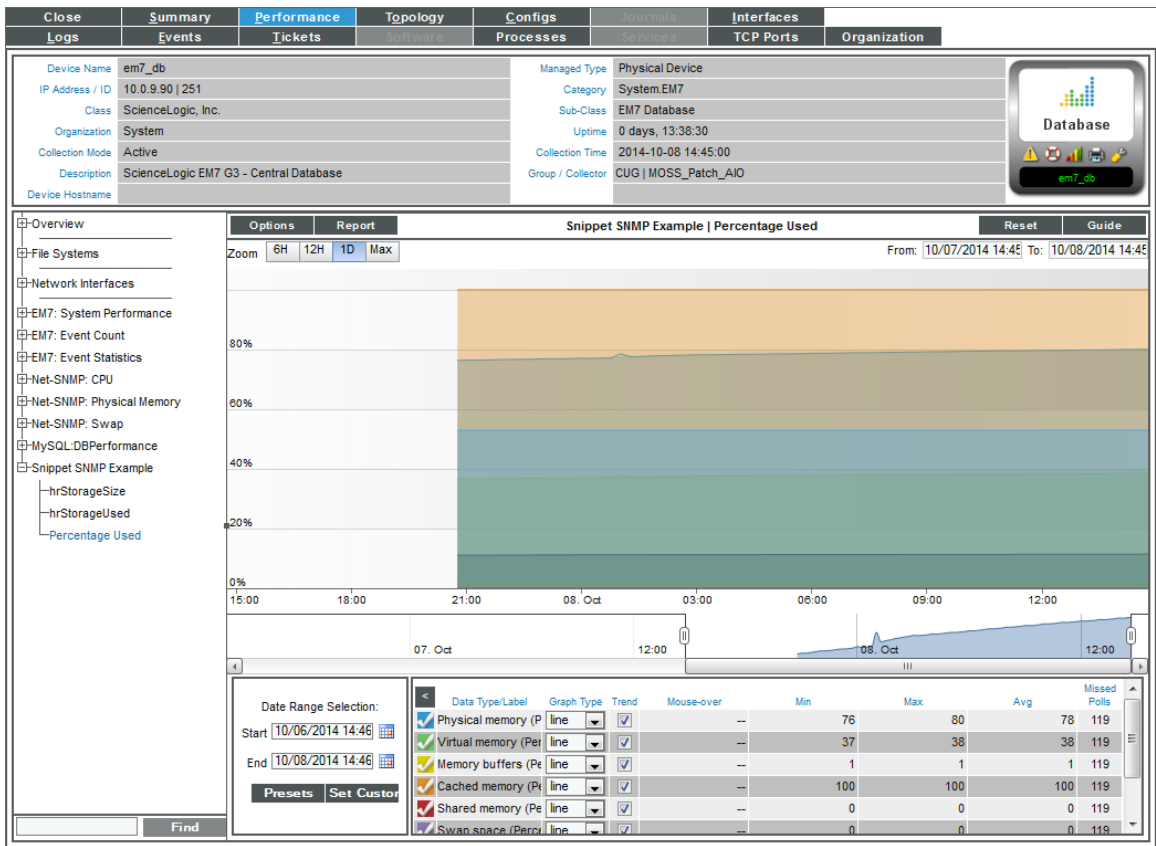 Close Summary Performance Topology Configs Journals Interfaces
Logs Events Tickets Software Processes Services TCP Ports Organization
Device Name em7_db Managed Type Physical Device
IP Address / ID 10.0.9.90 | 251 Category System.EM7
Class ScienceLogic, Inc. Sub-Class EM7 Database
Organization System Uptime 0 days, 13:38:30
Collection Mode Active Collection Time 2014-10-08 14:45:00
Description ScienceLogic EM7 G3 - Central Database Group / Collector CUG | MOSS_Patch_AIO
Device Hostname
Database
em7_db
Overview
File Systems
Network Interfaces
EM7: System Performance
EM7: Event Count
EM7: Event Statistics
Net-SNMP: CPU
Net-SNMP: Physical Memory
Net-SNMP: Swap
MySQL:DBPerformance
Snippet SNMP Example
hrStorageSize
hrStorageUsed
Percentage Used
Find
Options Report Snippet SNMP Example | Percentage Used Reset Guide
Zoom 6H 12H 1D Max From: 10/07/2014 14:45 To: 10/08/2014 14:45
80%
60%
40%
20%
0%
15:00 18:00 21:00 08. Oct 03:00 06:00 09:00 12:00
07. Oct 12:00 08. Oct 12:00
Date Range Selection:
Start 10/06/2014 14:46
End 10/08/2014 14:46
Presets Set Custor
< Data Type/Label Graph Type Trend Mouse-over Min Max Avg Missed Polls
Physical memory (P line -- 76 80 78 119
Virtual memory (Per line -- 37 38 38 119
Memory buffers (Pe line -- 1 1 1 119
Cached memory (Pe line -- 100 100 100 119
Shared memory (Pe line -- 0 0 0 119
Swap space (Perce line -- 0 0 0 119